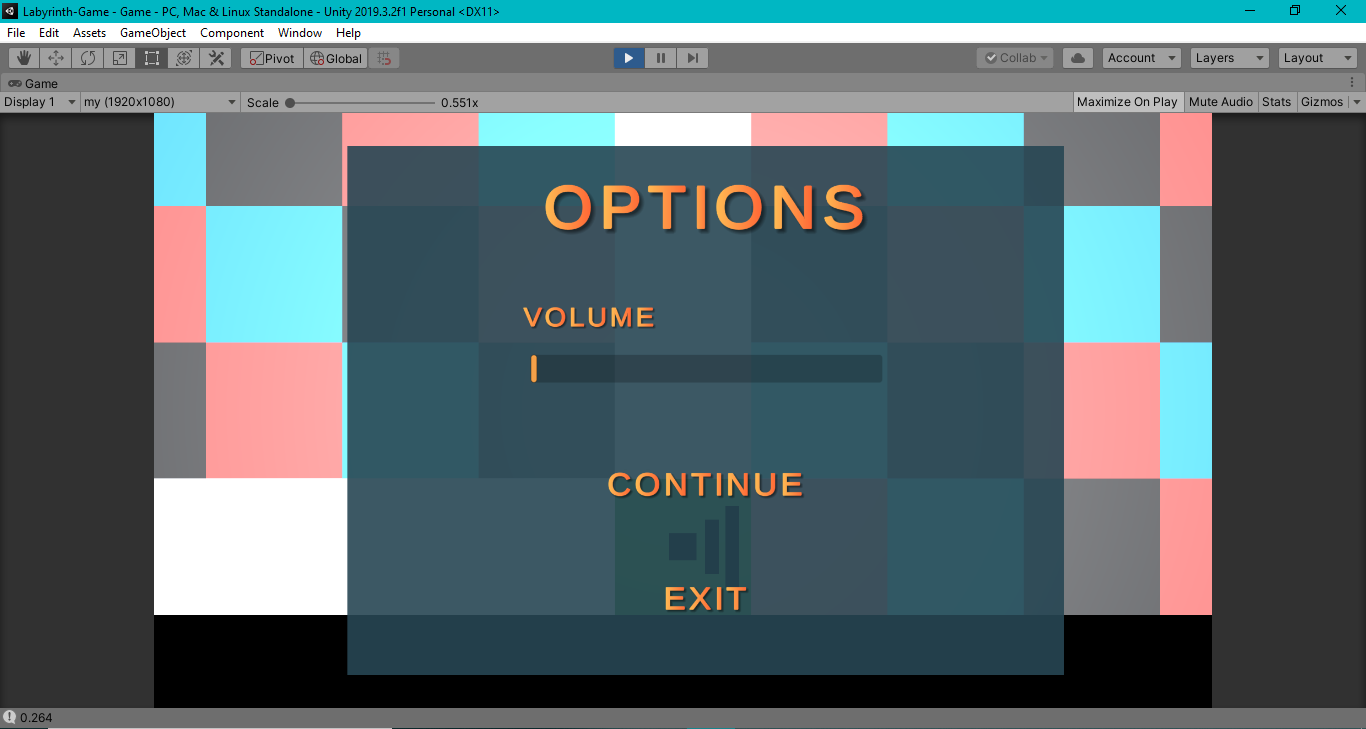 Labyrinth-Game - Game - PC, Mac & Linux Standalone - Unity 2019.3.2f1 Personal <DX11>
File Edit Assets GameObject Component Window Help
Pivot Global Collab Account Layers Layout
Game
Display 1 my (1920x1080) Scale 0.551x Maximize On Play Mute Audio Stats Gizmos
OPTIONS
VOLUME
CONTINUE
EXIT
0.264